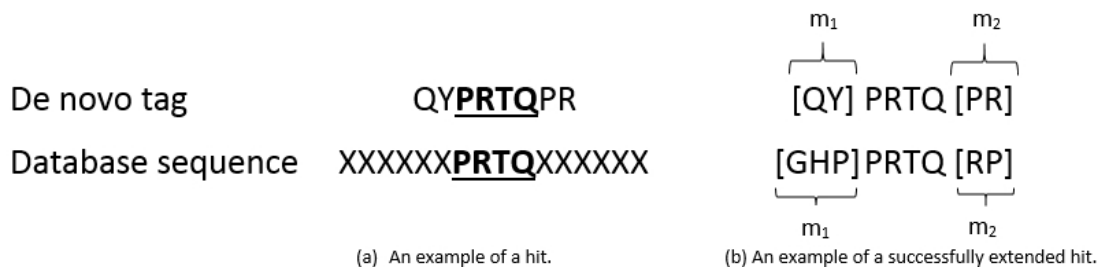 m₁ m₂
De novo tag QYPRTQPR [QY] PRTQ [PR]
Database sequence XXXXXXPRTQXXXXXX [GHP] PRTQ [RP]
m₁ m₂
(a) An example of a hit. (b) An example of a successfully extended hit.